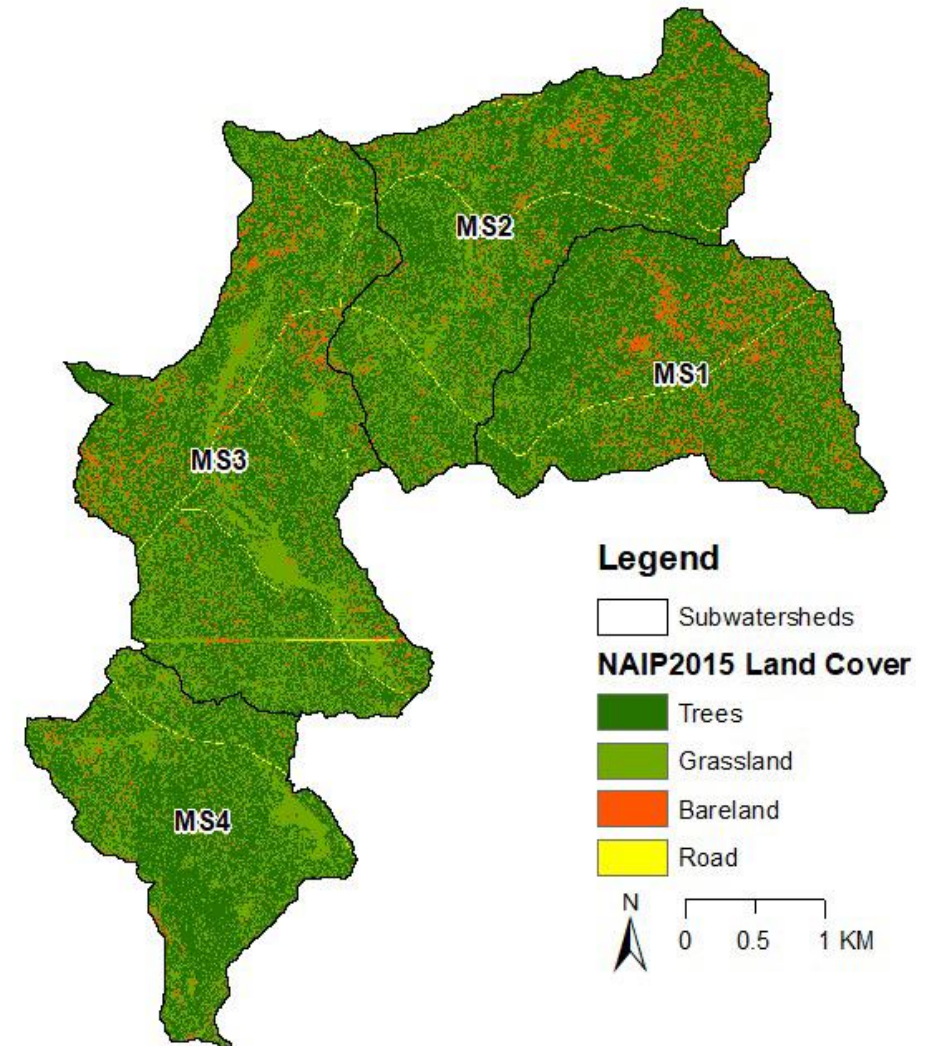 MS2
MS1
MS3
MS4
Legend
Subwatersheds
NAIP2015 Land Cover
Trees
Grassland
Bareland
Road
N
0 0.5 1 KM